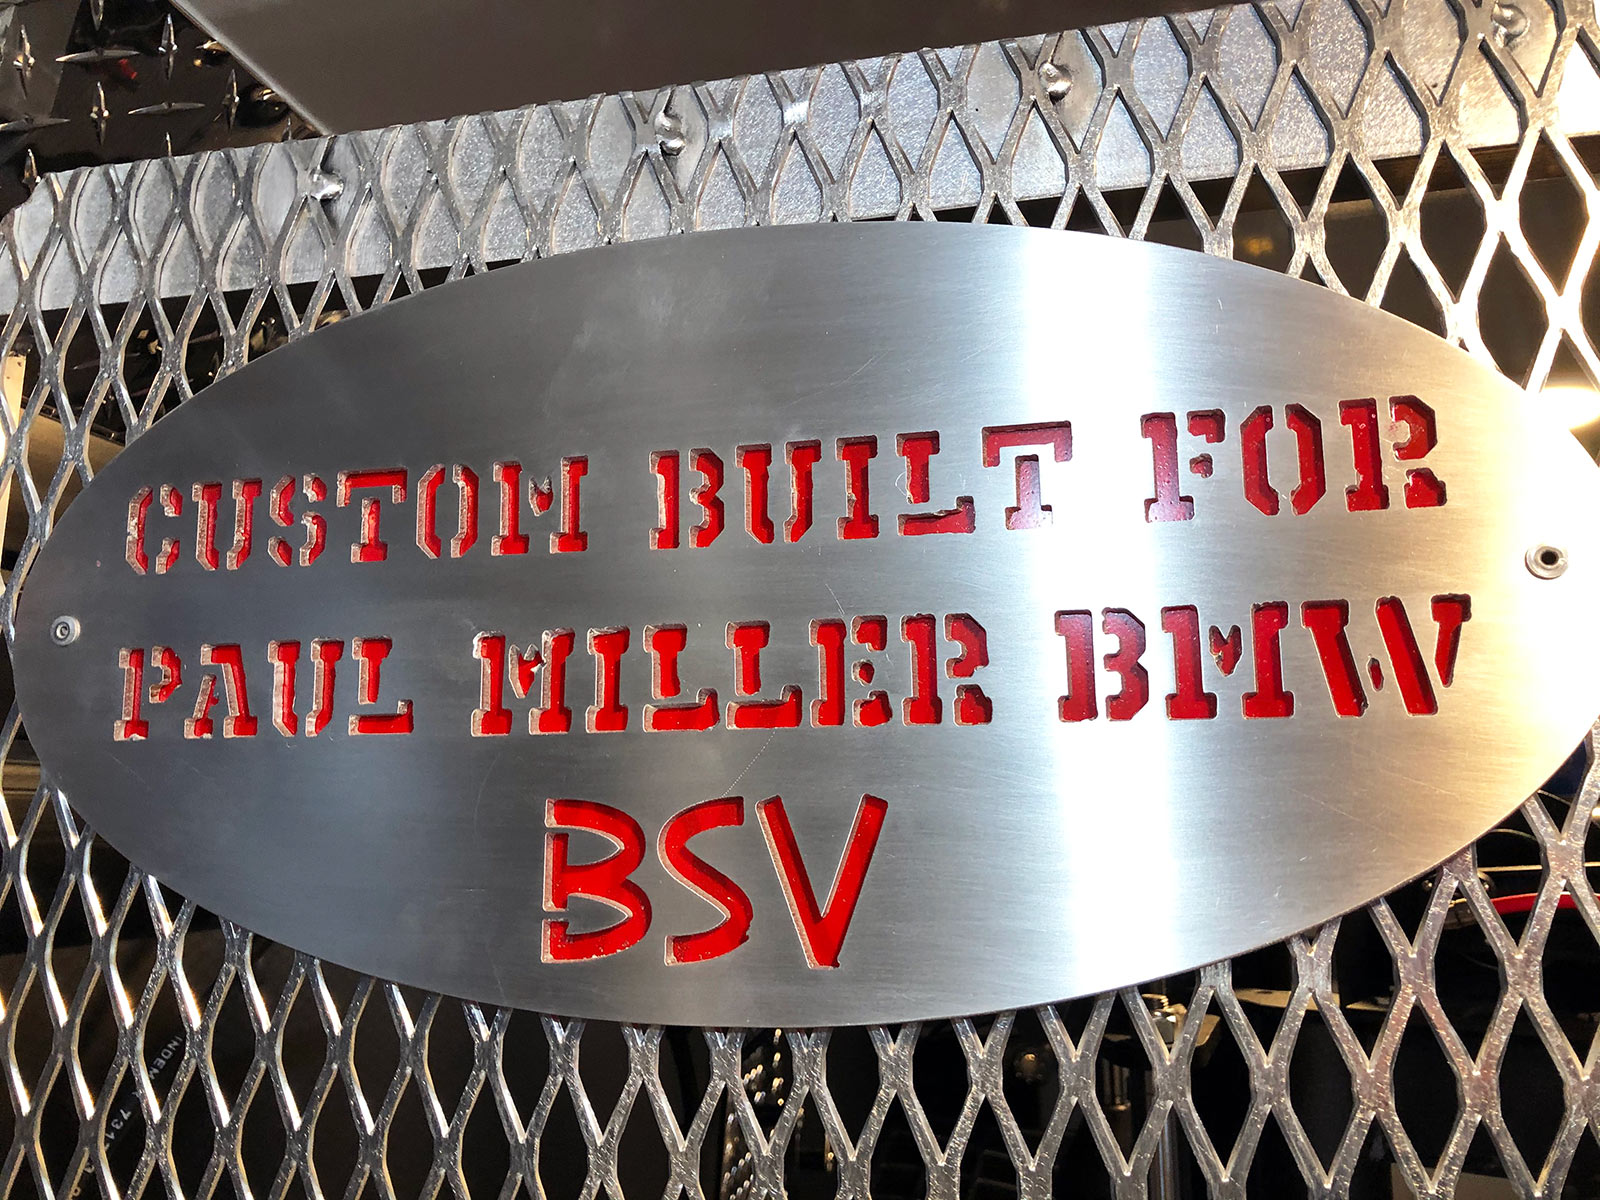 CUSTOM BUILT FOR
PAUL MILLER BMW
BSV